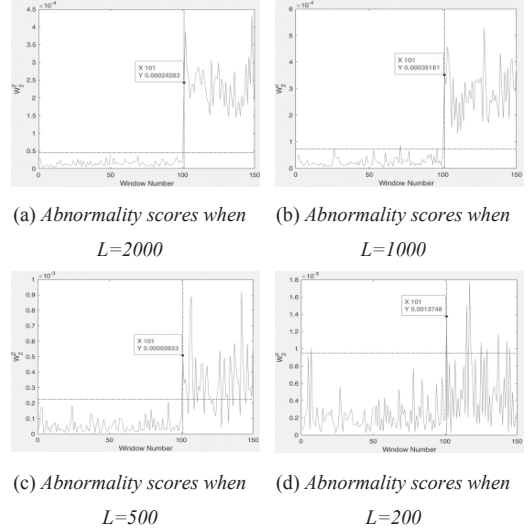 ×10⁻⁴
4.5
4
3.5
3
2.5
2
1.5
1
0.5
0
W₂²
X 101
Y 0.00024282
0 50 100 150
Window Number
(a) Abnormality scores when
L=2000
×10⁻⁴
6
5
4
3
2
1
0
W₂²
X 101
Y 0.00035181
0 50 100 150
Window Number
(b) Abnormality scores when
L=1000
×10⁻³
1
0.9
0.8
0.7
0.6
0.5
0.4
0.3
0.2
0.1
0
W₂²
X 101
Y 0.00050833
0 50 100 150
Window Number
(c) Abnormality scores when
L=500
×10⁻³
1.8
1.6
1.4
1.2
1
0.8
0.6
0.4
0.2
0
W₂²
X 101
Y 0.0013748
0 50 100 150
Window Number
(d) Abnormality scores when
L=200